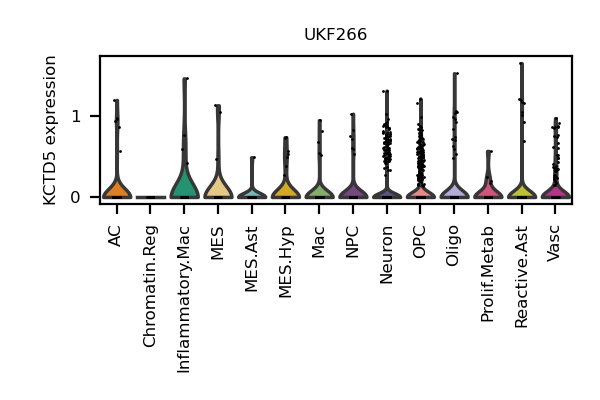 UKF266
KCTD5 expression
1
0
AC
Chromatin.Reg
Inflammatory.Mac
MES
MES.Ast
MES.Hyp
Mac
NPC
Neuron
OPC
Oligo
Prolif.Metab
Reactive.Ast
Vasc